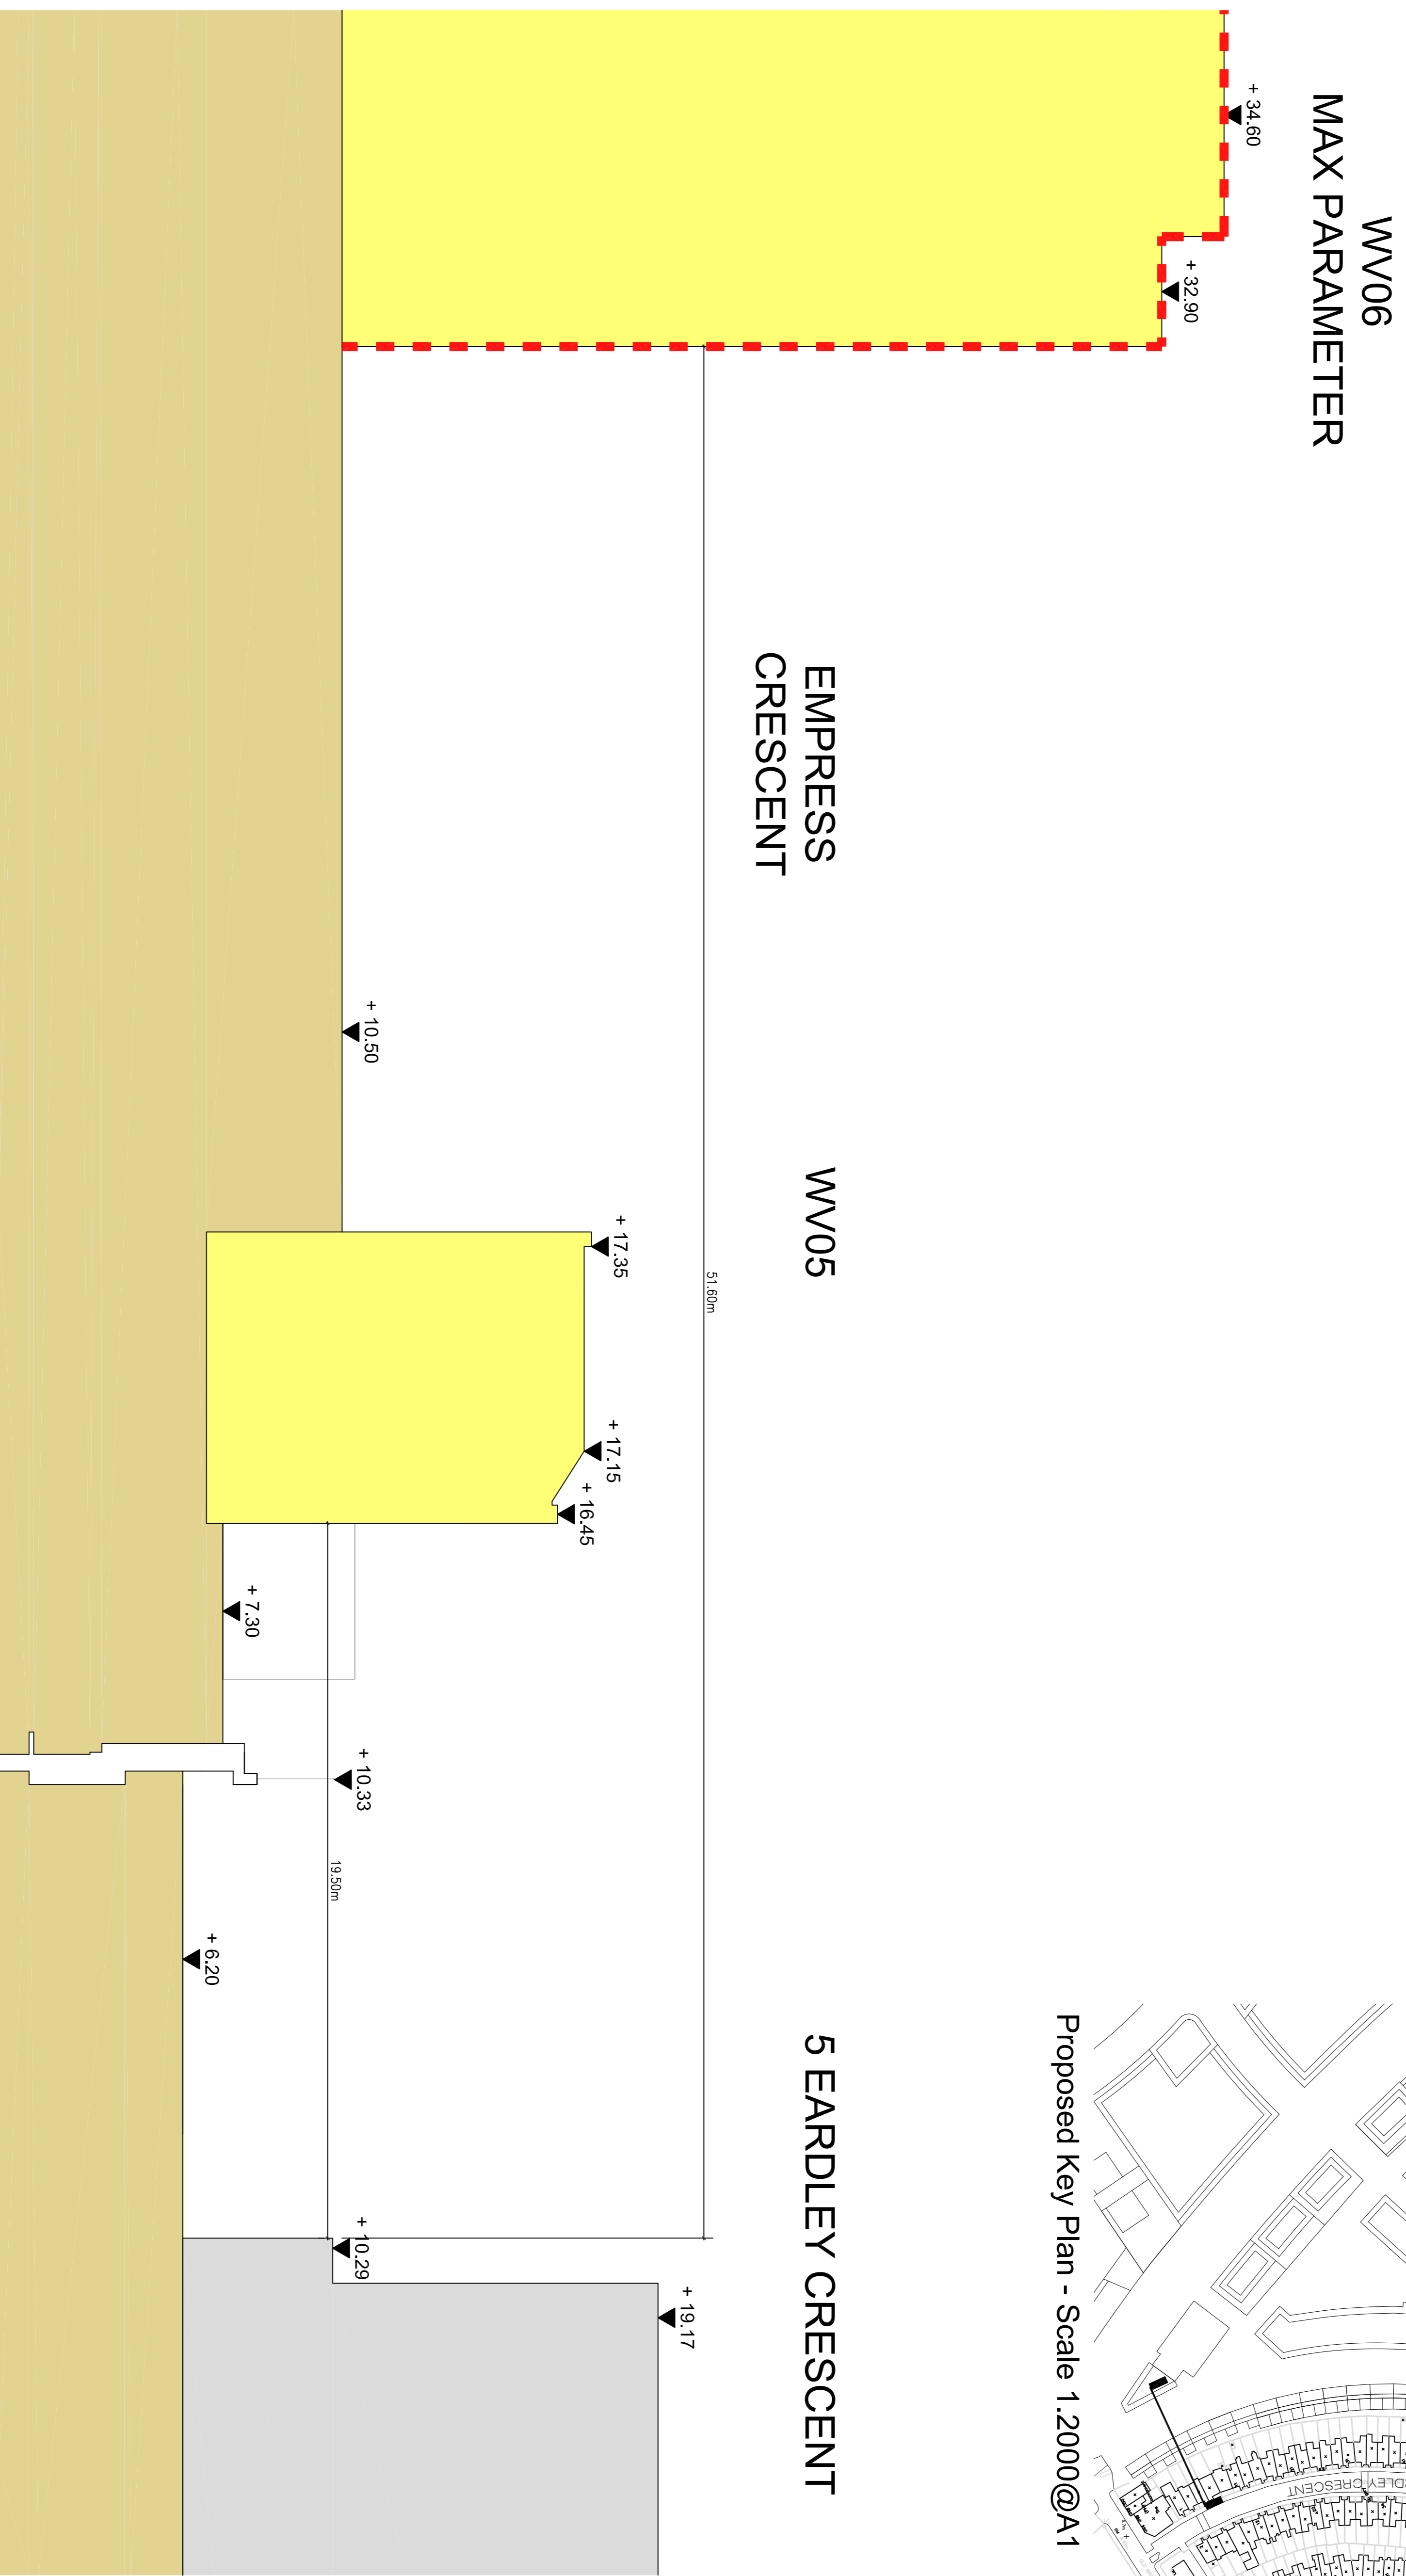 WV06
MAX PARAMETER
+ 34.60
+ 32.90
EMPRESS
CRESCENT
WV05
5 EARDLEY CRESCENT
51.60m
+ 10.50
+ 17.35
+ 17.15
+ 16.45
+ 7.30
+ 10.33
19.50m
+ 6.20
+ 10.29
+ 19.17
Proposed Key Plan - Scale 1.2000@A1
CRESCENT